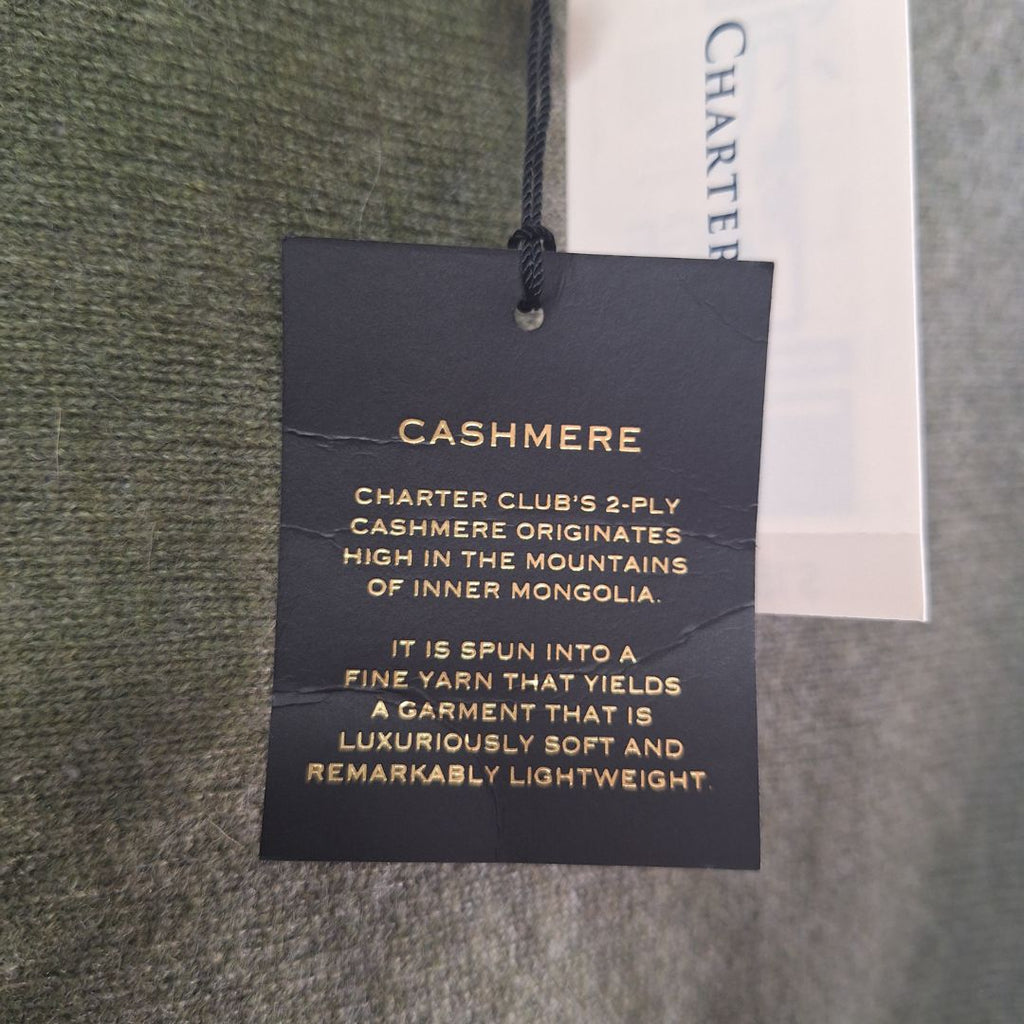 CHARTER
CASHMERE
CHARTER CLUB'S 2-PLY
CASHMERE ORIGINATES
HIGH IN THE MOUNTAINS
OF INNER MONGOLIA.
IT IS SPUN INTO A
FINE YARN THAT YIELDS
A GARMENT THAT IS
LUXURIOUSLY SOFT AND
REMARKABLY LIGHTWEIGHT.